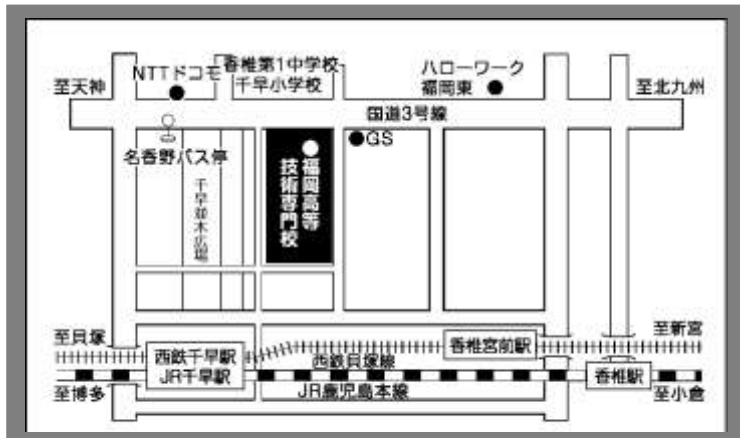 香椎第1中学校
千早小学校
NTTドコモ
ハローワーク
福岡東
至天神
至北九州
国道3号線
名香野バス停
GS
福岡高等
技術専門校
千早並木広場
至貝塚
至新宮
西鉄千早駅
JR千早駅
香椎宮前駅
西鉄貝塚線
香椎駅
至博多
JR鹿児島本線
至小倉